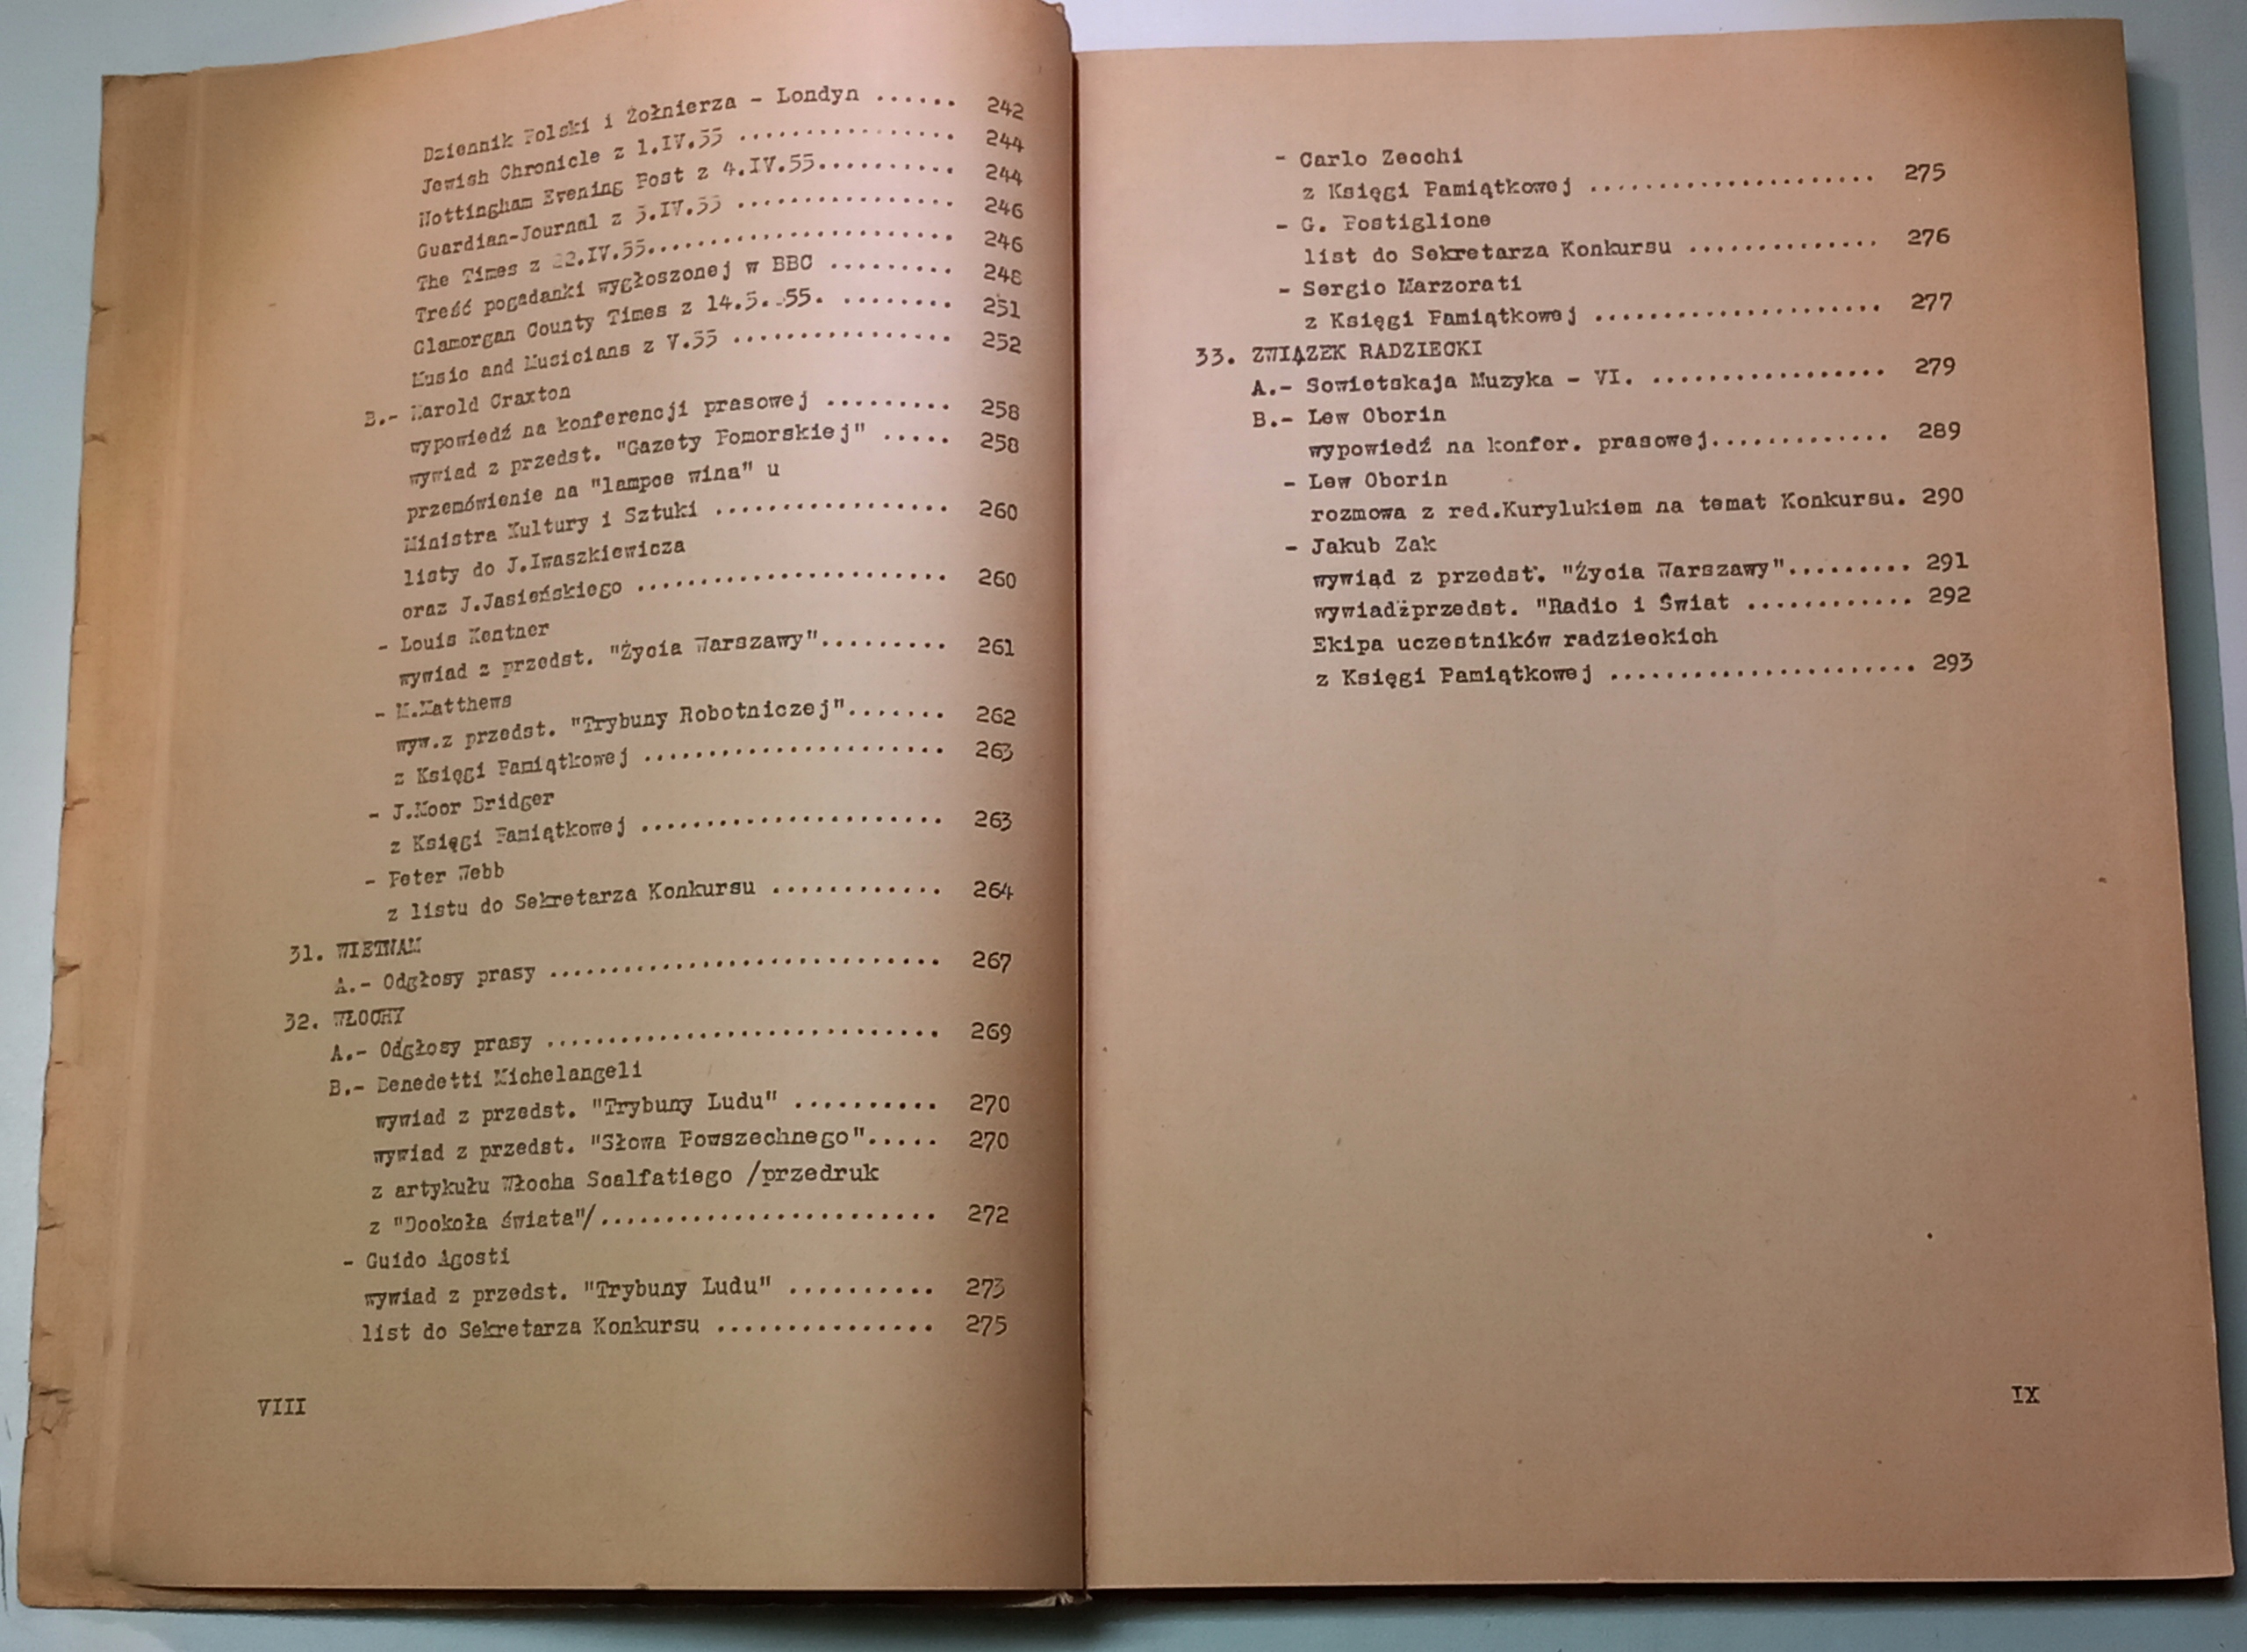 Dziennik Polski i Żołnierza - Londyn ...... 242
Jewish Chronicle z 1.IV.55 ................ 244
Nottingham Evening Post z 4.IV.55.......... 244
Guardian-Journal z 5.IV.55 ................ 246
The Times z 22.IV.55....................... 246
Treść pogadanki wygłoszonej w BBC ......... 248
Glamorgan County Times z 14.5. 55. ........ 251
Music and Musicians z V.55 ................ 252
B.- Harold Craxton
wypowiedź na konferencji prasowej ......... 258
wywiad z przedst. "Gazety Pomorskiej" ..... 258
przemówienie na "lampce wina" u
Ministra Kultury i Sztuki ................. 260
listy do J.Iwaszkiewicza
oraz J.Jasieńskiego ....................... 260
- Louis Kentner
wywiad z przedst. "Życia Warszawy"......... 261
- M.Matthews
wyw.z przedst. "Trybuny Robotniczej"....... 262
z Księgi Pamiątkowej ...................... 263
- J.Moor Bridger
z Księgi Pamiątkowej ...................... 263
- Peter Webb
z listu do Sekretarza Konkursu ............ 264
31. WIETNAM
A.- Odgłosy prasy ............................. 267
32. WŁOCHY
A.- Odgłosy prasy ............................. 269
B.- Benedetti Michelangeli
wywiad z przedst. "Trybuny Ludu" .......... 270
wywiad z przedst. "Słowa Powszechnego"..... 270
z artykułu Włocha Scalfatiego /przedruk
z "Dookoła świata"/........................ 272
- Guido Agosti
wywiad z przedst. "Trybuny Ludu" .......... 273
list do Sekretarza Konkursu ............... 275
VIII
- Carlo Zecchi
z Księgi Pamiątkowej ..................... 275
- G. Postiglione
list do Sekretarza Konkursu .............. 276
- Sergio Marzorati
z Księgi Pamiątkowej ..................... 277
33. ZWIĄZEK RADZIECKI
A.- Sowietskaja Muzyka - VI. ................. 279
B.- Lew Oborin
wypowiedź na konfer. prasowej............. 289
- Lew Oborin
rozmowa z red.Kurylukiem na temat Konkursu. 290
- Jakub Zak
wywiąd z przedst. "Życia Warszawy"......... 291
wywiadżprzedst. "Radio i Świat ............ 292
Ekipa uczestników radzieckich
z Księgi Pamiątkowej ...................... 293
IX